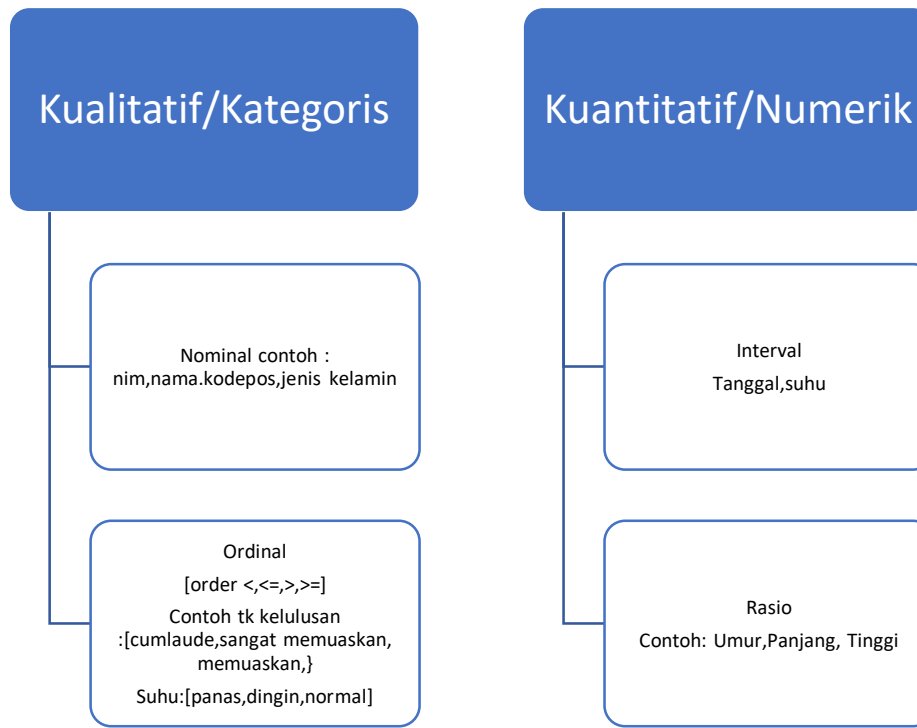 Kualitatif/Kategoris
Nominal contoh :
nim,nama.kodepos,jenis kelamin
Ordinal
[order <,<=,>,>=]
Contoh tk kelulusan
:[cumlaude,sangat memuaskan,
memuaskan,}
Suhu:[panas,dingin,normal]
Kuantitatif/Numerik
Interval
Tanggal,suhu
Rasio
Contoh: Umur,Panjang, Tinggi